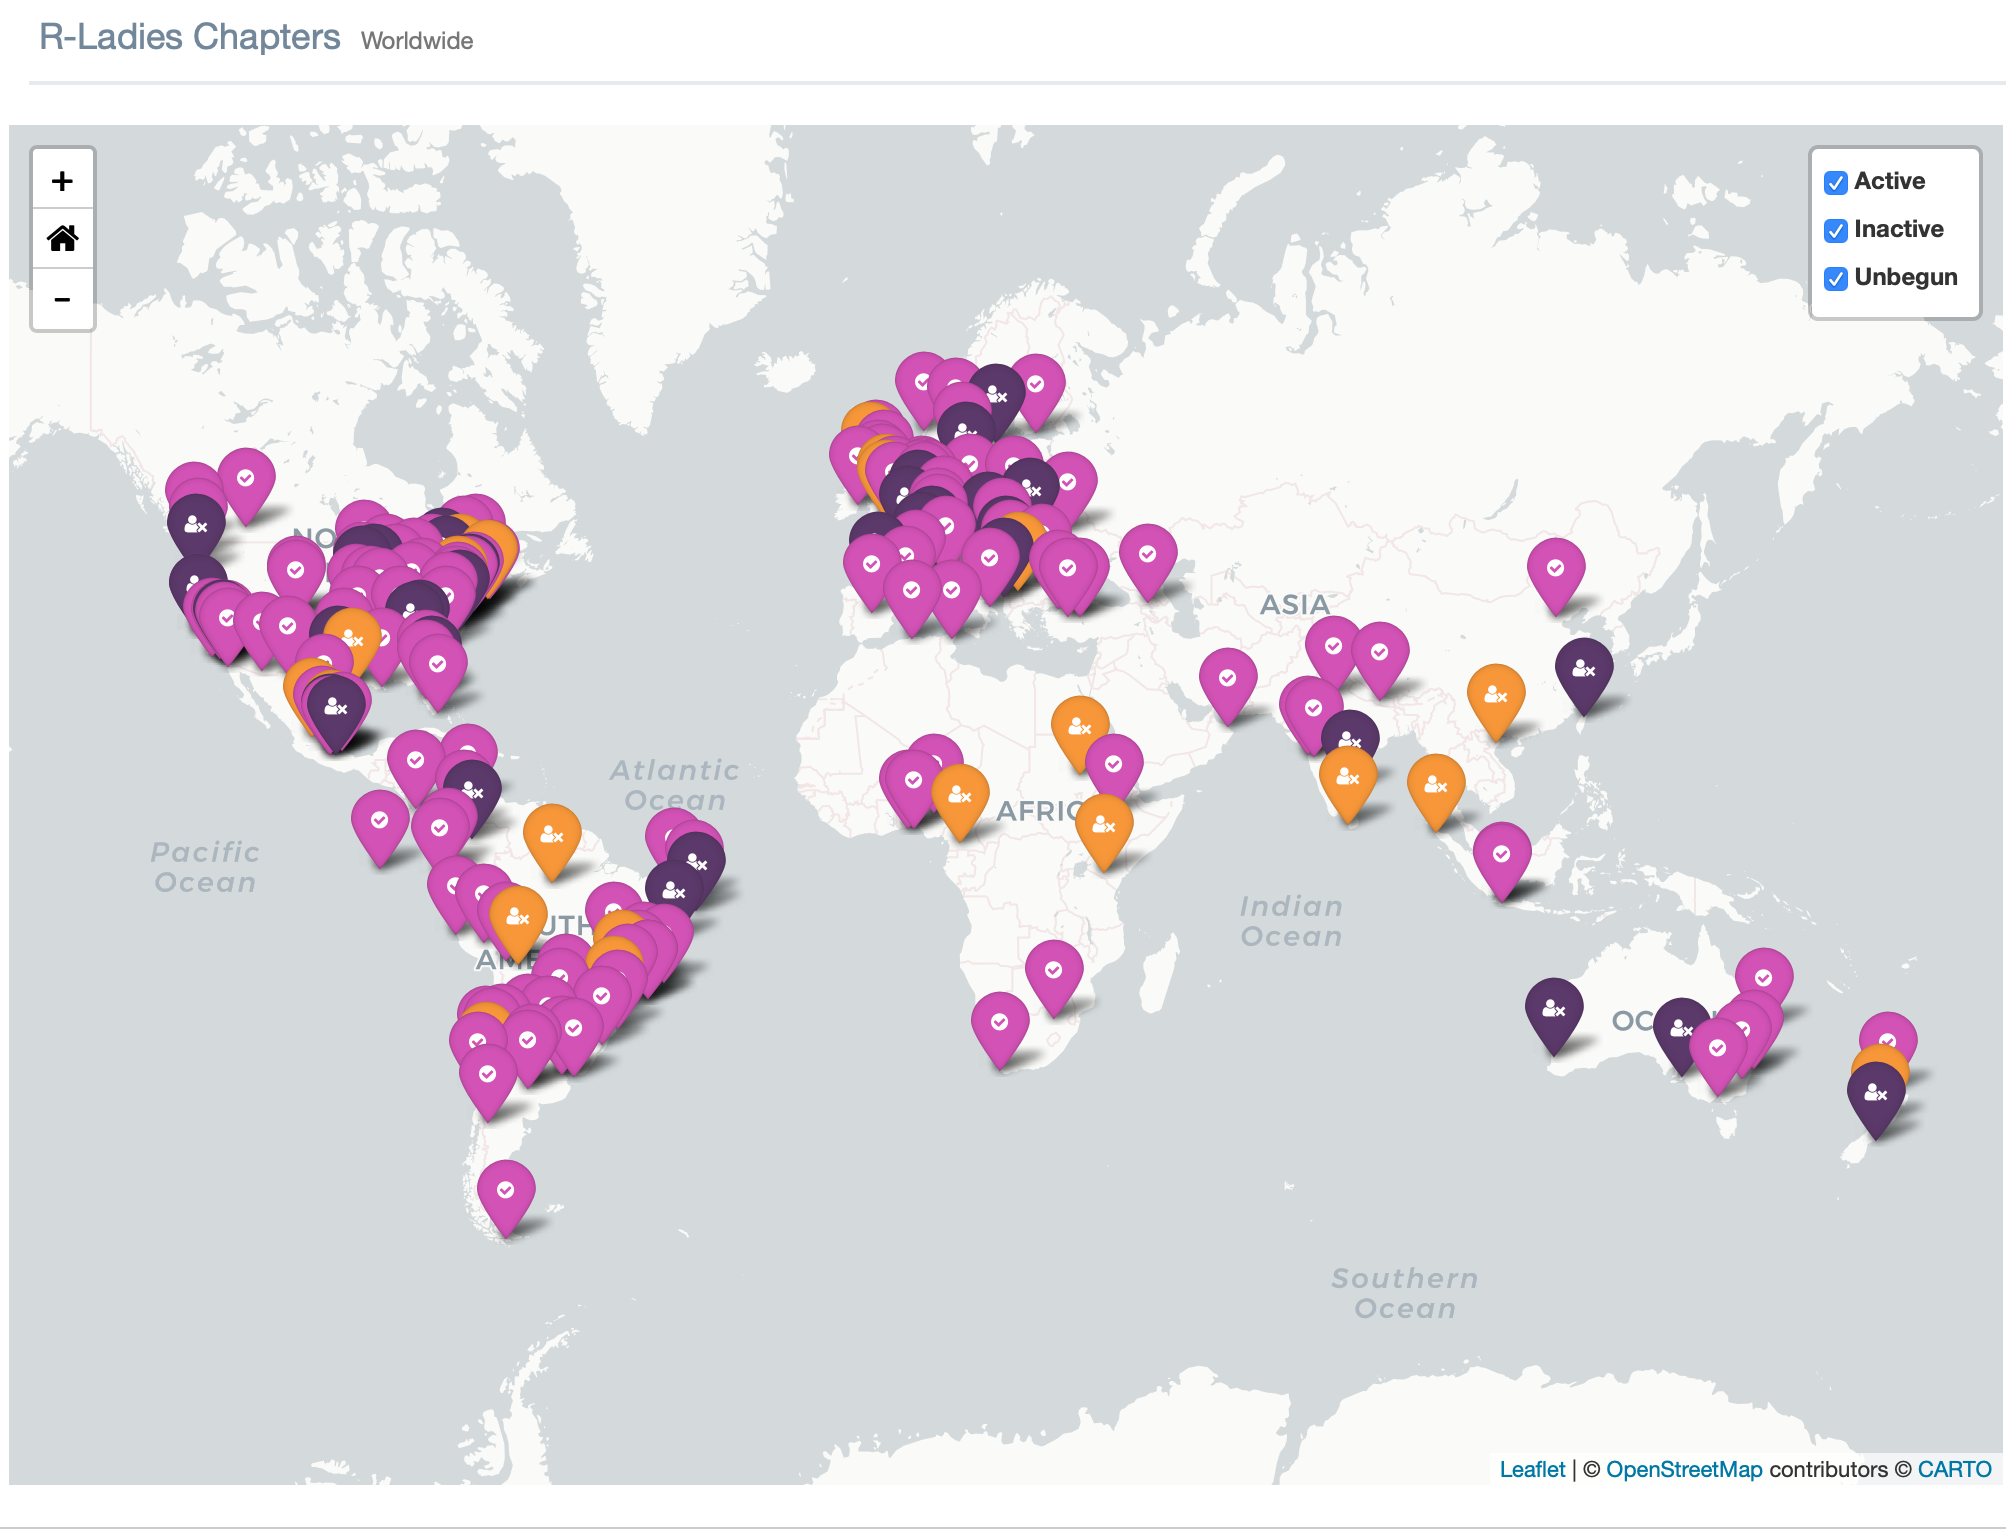 R-Ladies Chapters Worldwide
+
−
Active
Inactive
Unbegun
NO
ASIA
Atlantic
Ocean
AFRIC
Pacific
Ocean
Indian
Ocean
UTH
AME
OC
Southern
Ocean
Leaflet | © OpenStreetMap contributors © CARTO